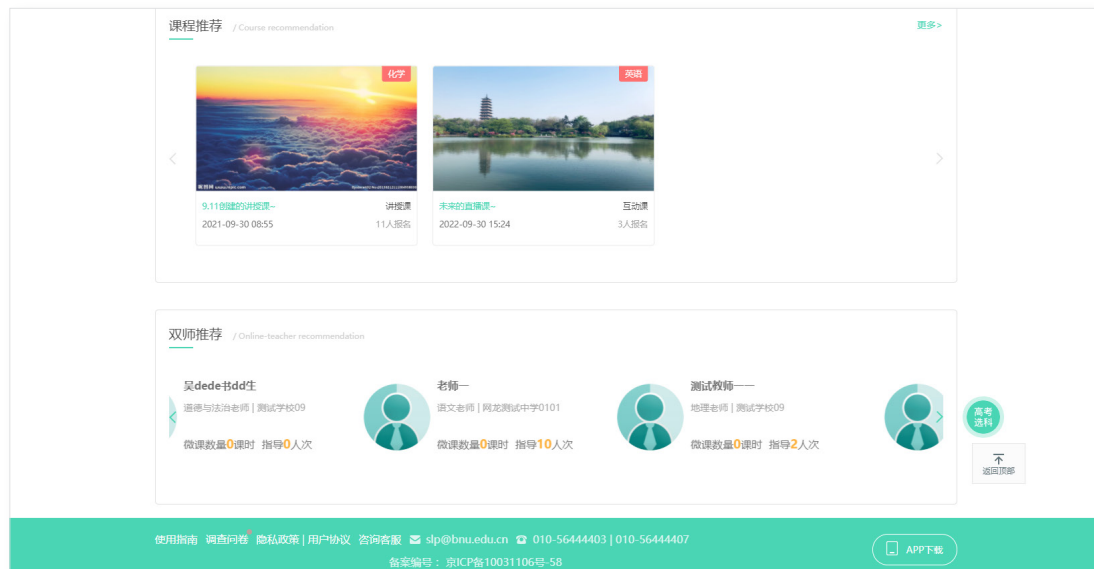 课程推荐 / Course recommendation 更多>
化学 英语
9.11创建的讲授课~ 讲授课 未来的直播课~ 互动课
2021-09-30 08:55 11人报名 2022-09-30 15:24 3人报名
双师推荐 / Online-teacher recommendation
吴dede书dd生 老师一 测试教师一一
道德与法治老师 | 测试学校09 语文老师 | 网龙测试中学0101 地理老师 | 测试学校09
微课数量0课时 指导0人次 微课数量0课时 指导10人次 微课数量0课时 指导2人次
高考
选科
返回顶部
使用指南 调查问卷 隐私政策 | 用户协议 咨询客服 slp@bnu.edu.cn 010-56444403 | 010-56444407
APP下载
备案编号： 京ICP备10031106号-58